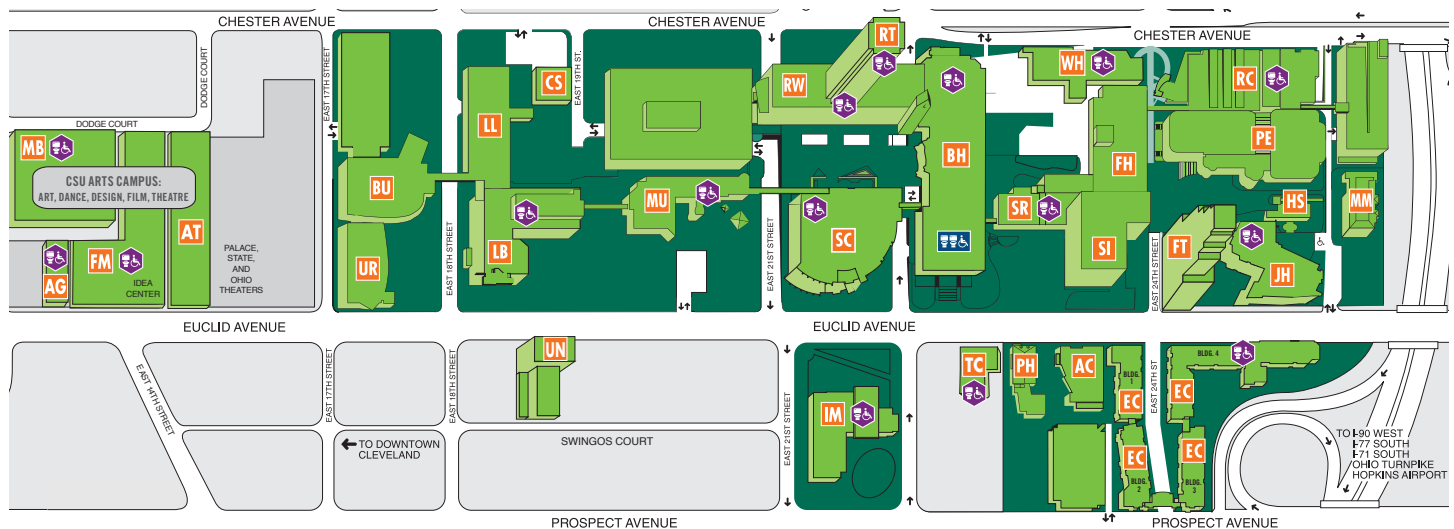 CHESTER AVENUE
CHESTER AVENUE
CHESTER AVENUE
DODGE COURT
EAST 17TH STREET
EAST 19TH ST.
RT
WH
RC
RW
CS
LL
DODGE COURT
MB
CSU ARTS CAMPUS:
ART, DANCE, DESIGN, FILM, THEATRE
BU
BH
FH
PE
MU
SR
HS
MM
AT
SC
LB
UR
SI
FT
JH
AG
FM
IDEA
CENTER
PALACE,
STATE,
AND
OHIO
THEATERS
EAST 18TH STREET
EAST 21ST STREET
EAST 24TH STREET
EUCLID AVENUE
EUCLID AVENUE
EAST 14TH STREET
EAST 17TH STREET
EAST 18TH STREET
UN
EAST 21ST STREET
IM
TC
PH
AC
BLDG.
1
EC
EAST 24TH ST
BLDG. 4
EC
EC
BLDG.
2
EC
BLDG.
3
TO DOWNTOWN
CLEVELAND
SWINGOS COURT
TO I-90 WEST
I-77 SOUTH
I-71 SOUTH
OHIO TURNPIKE
HOPKINS AIRPORT
PROSPECT AVENUE
PROSPECT AVENUE